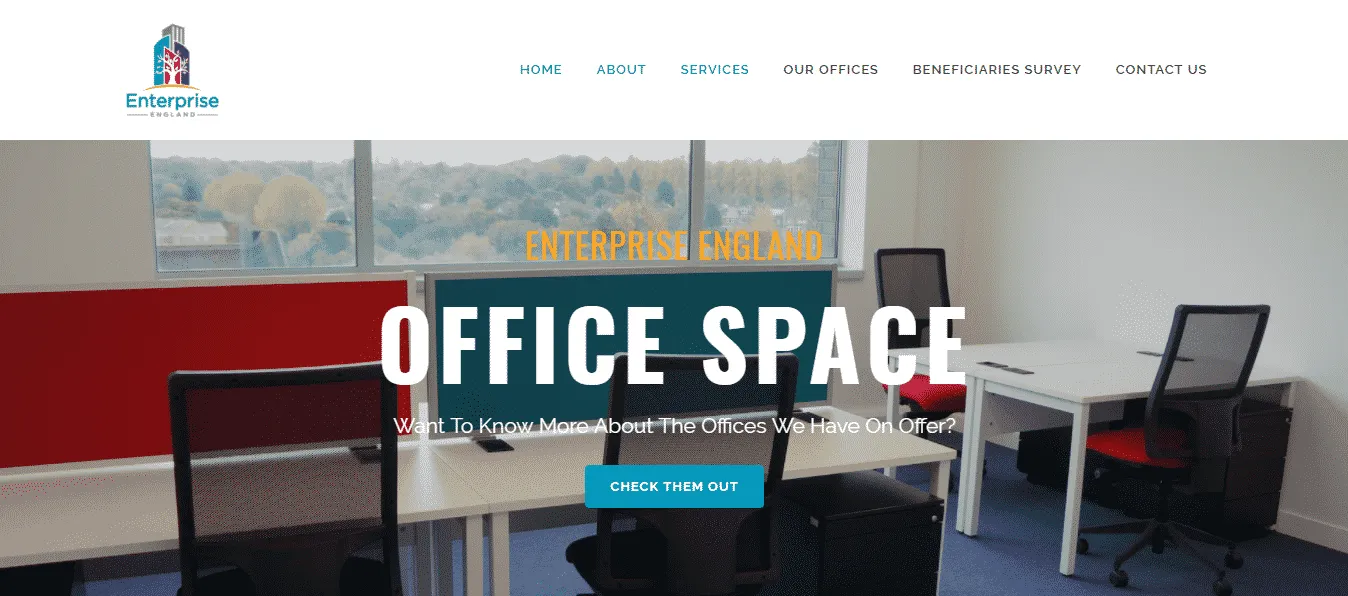 Enterprise
ENGLAND
HOME ABOUT SERVICES OUR OFFICES BENEFICIARIES SURVEY CONTACT US
ENTERPRISE ENGLAND
OFFICE SPACE
Want To Know More About The Offices We Have On Offer?
CHECK THEM OUT